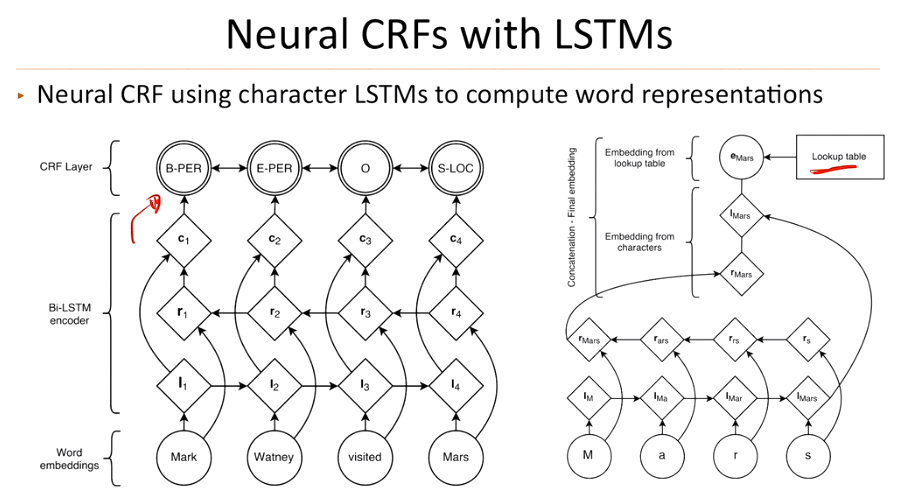 Neural CRFs with LSTMs
▸ Neural CRF using character LSTMs to compute word representations
CRF Layer
B-PER
E-PER
O
S-LOC
Bi-LSTM
encoder
c1
c2
c3
c4
r1
r2
r3
r4
l1
l2
l3
l4
Word
embeddings
Mark
Watney
visited
Mars
Concatenation - Final embedding
Embedding from
lookup table
eMars
Lookup table
Embedding from
characters
lMars
rMars
rMars
rars
rrs
rs
lM
lMa
lMar
lMars
M
a
r
s